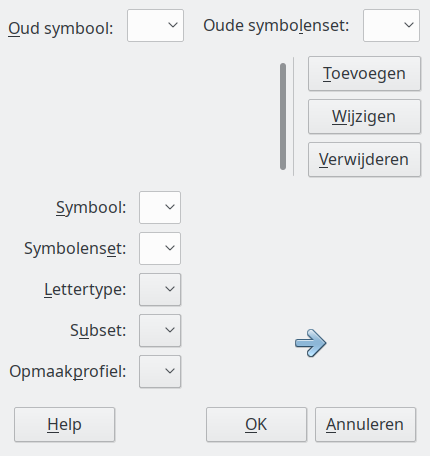 Oud symbool: Oude symbolenset:
Toevoegen
Wijzigen
Verwijderen
Symbool:
Symbolenset:
Lettertype:
Subset:
Opmaakprofiel:
Help OK Annuleren